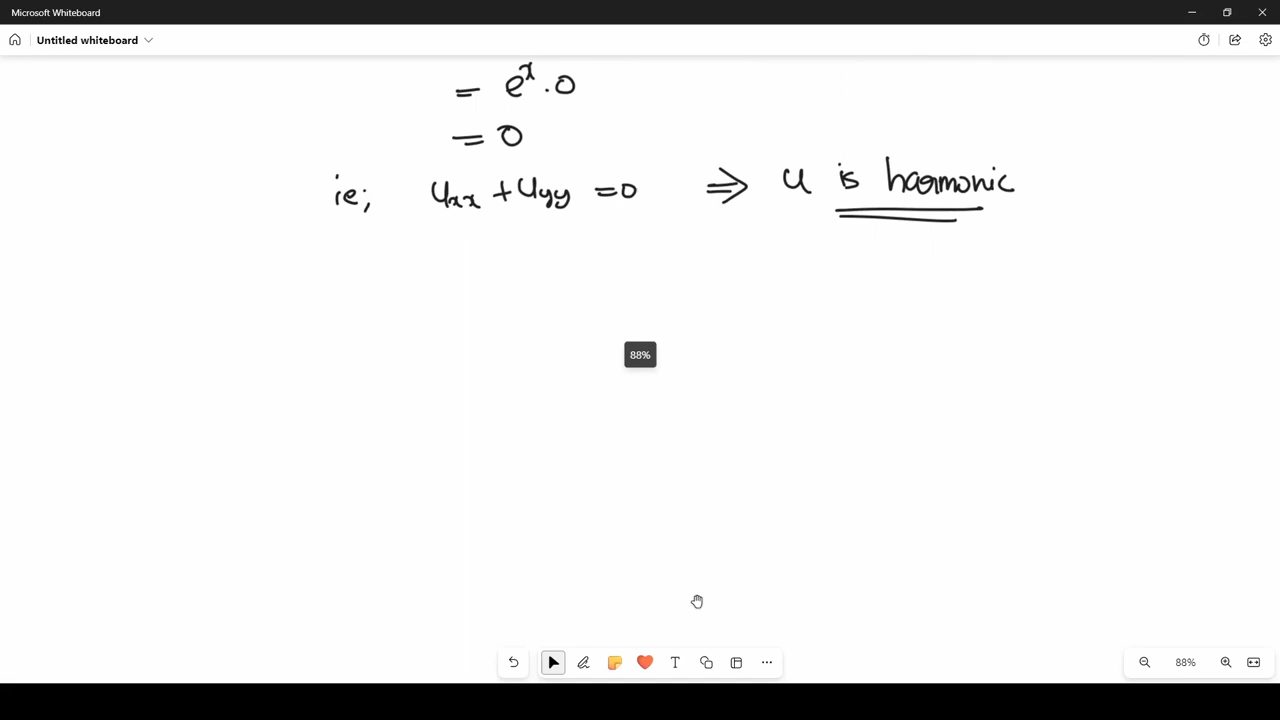 Microsoft Whiteboard
Untitled whiteboard
= e^x . 0
= 0
ie; u_xx + u_yy = 0 ⇒ u is harmonic
88%
T
88%